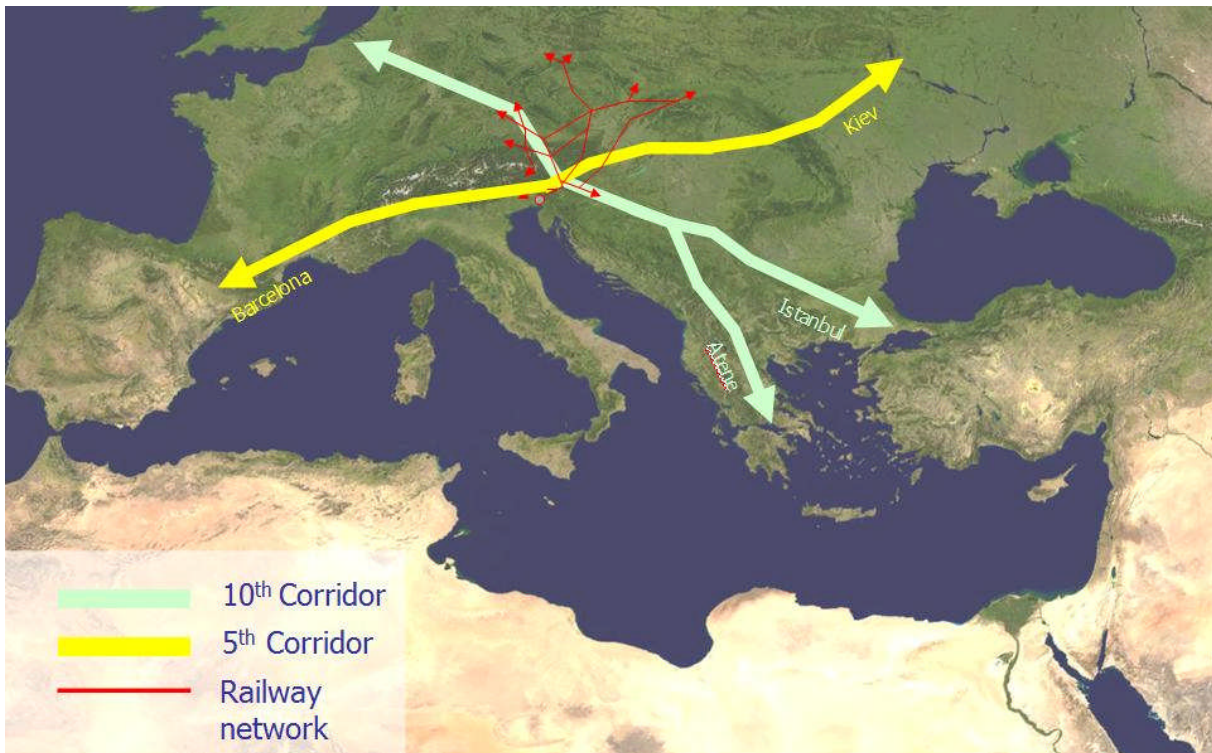 Kiev
Barcelona
Istanbul
Atene
10th Corridor
5th Corridor
Railway
network